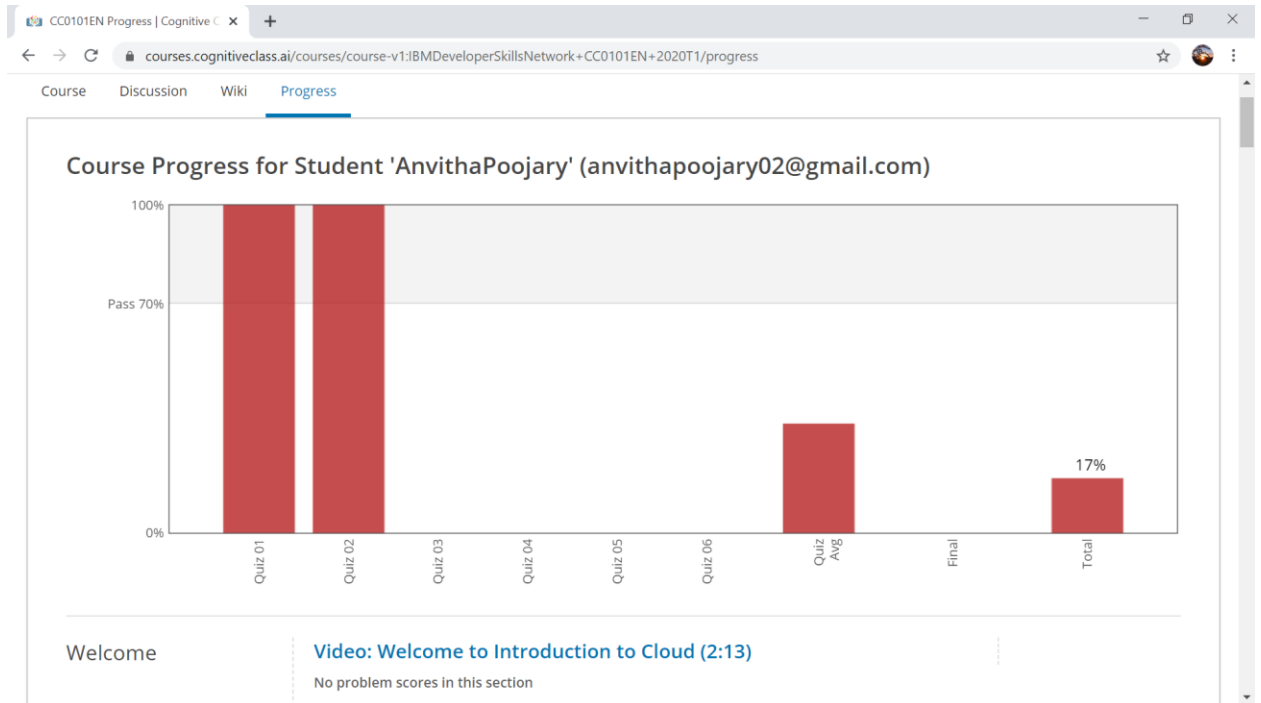 CC0101EN Progress | Cognitive C
courses.cognitiveclass.ai/courses/course-v1:IBMDeveloperSkillsNetwork+CC0101EN+2020T1/progress
Course Discussion Wiki Progress
Course Progress for Student 'AnvithaPoojary' (anvithapoojary02@gmail.com)
100%
Pass 70%
17%
0%
Quiz 01
Quiz 02
Quiz 03
Quiz 04
Quiz 05
Quiz 06
Quiz
Avg
Final
Total
Welcome
Video: Welcome to Introduction to Cloud (2:13)
No problem scores in this section